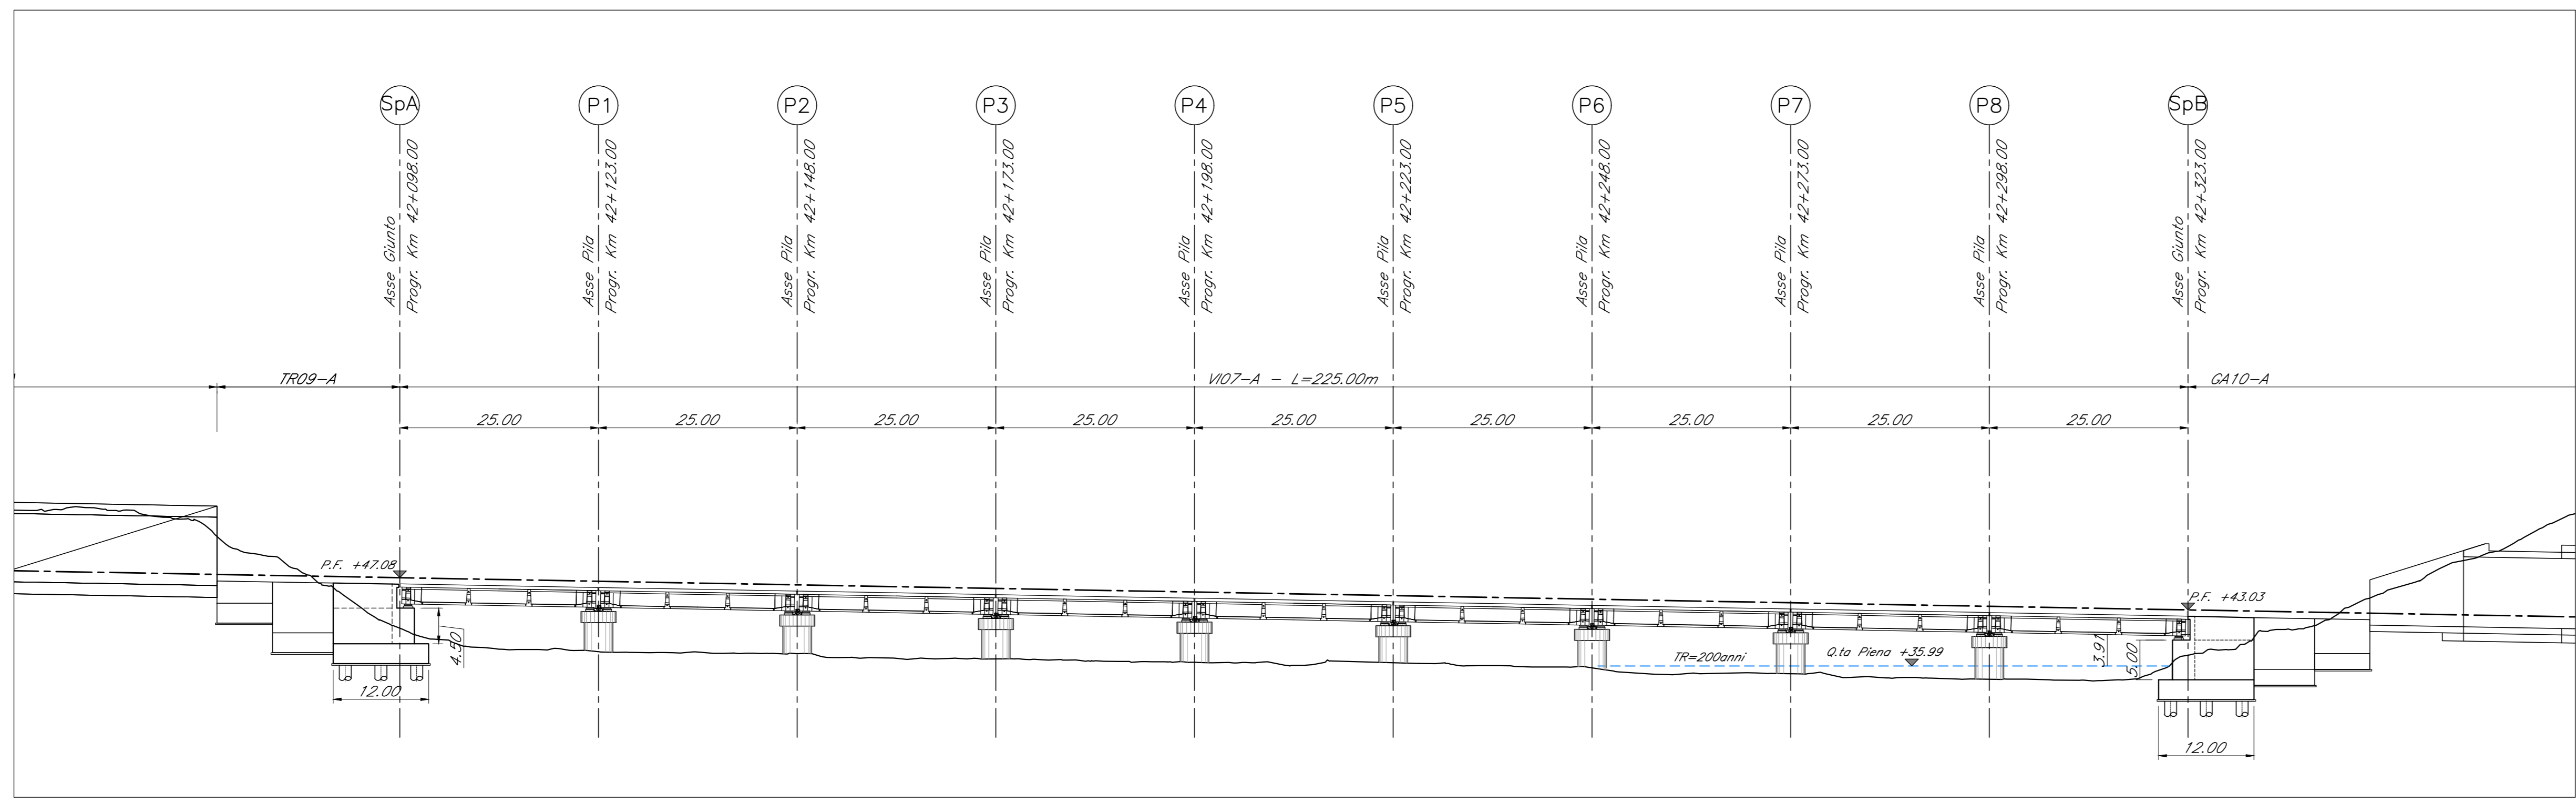 SpA
P1
P2
P3
P4
P5
P6
P7
P8
SpB
Asse Giunto
Progr. Km 42+098.00
Asse Pila
Progr. Km 42+123.00
Asse Pila
Progr. Km 42+148.00
Asse Pila
Progr. Km 42+173.00
Asse Pila
Progr. Km 42+198.00
Asse Pila
Progr. Km 42+223.00
Asse Pila
Progr. Km 42+248.00
Asse Pila
Progr. Km 42+273.00
Asse Pila
Progr. Km 42+298.00
Asse Giunto
Progr. Km 42+323.00
TR09-A
VI07-A - L=225.00m
GA10-A
25.00
25.00
25.00
25.00
25.00
25.00
25.00
25.00
25.00
P.F. +47.08
P.F. +43.03
4.50
TR=200anni
Q.ta Piena +35.99
3.91
5.00
12.00
12.00